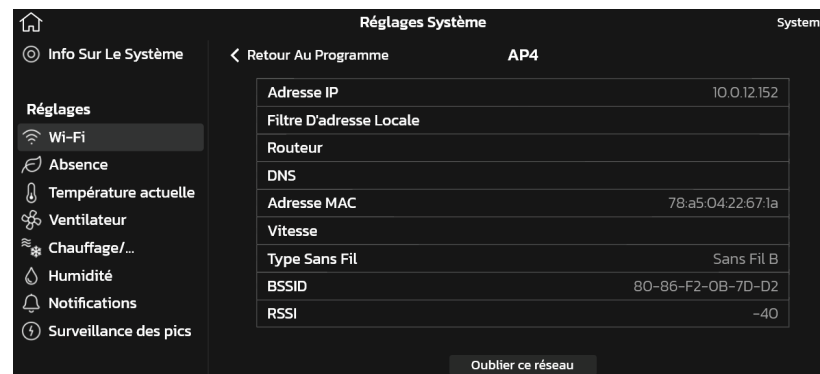 Réglages Système
System
Info Sur Le Système
Retour Au Programme
AP4
Réglages
Wi-Fi
Absence
Température actuelle
Ventilateur
Chauffage/...
Humidité
Notifications
Surveillance des pics
Adresse IP 10.0.12.152
Filtre D'adresse Locale
Routeur
DNS
Adresse MAC 78:a5:04:22:67:1a
Vitesse
Type Sans Fil Sans Fil B
BSSID 80-86-F2-0B-7D-D2
RSSI -40
Oublier ce réseau